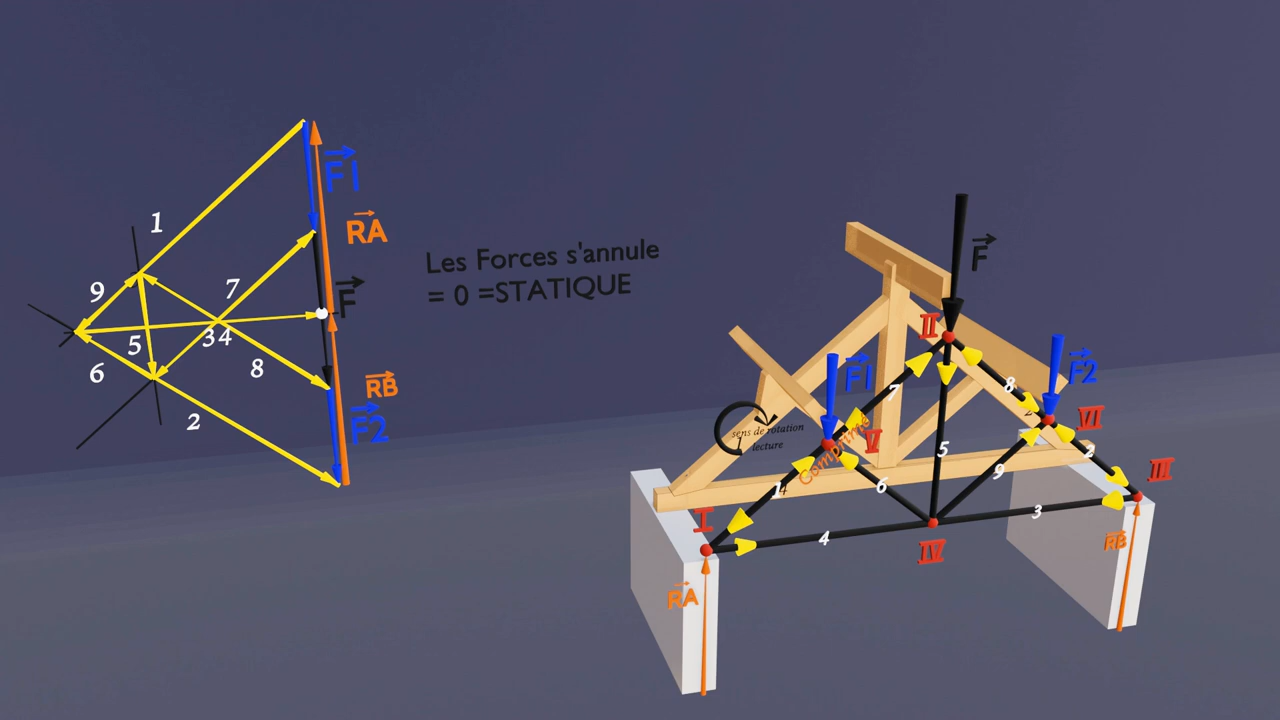 1
F1
RA
9
7
F
5
34
6
8
RB
2
F2
Les Forces s'annule
= 0 =STATIQUE
F
II
F1
F2
7
8
VI
sens de rotation
lecture
V
Comprimé
5
2
III
1
6
9
3
I
4
IV
RB
RA